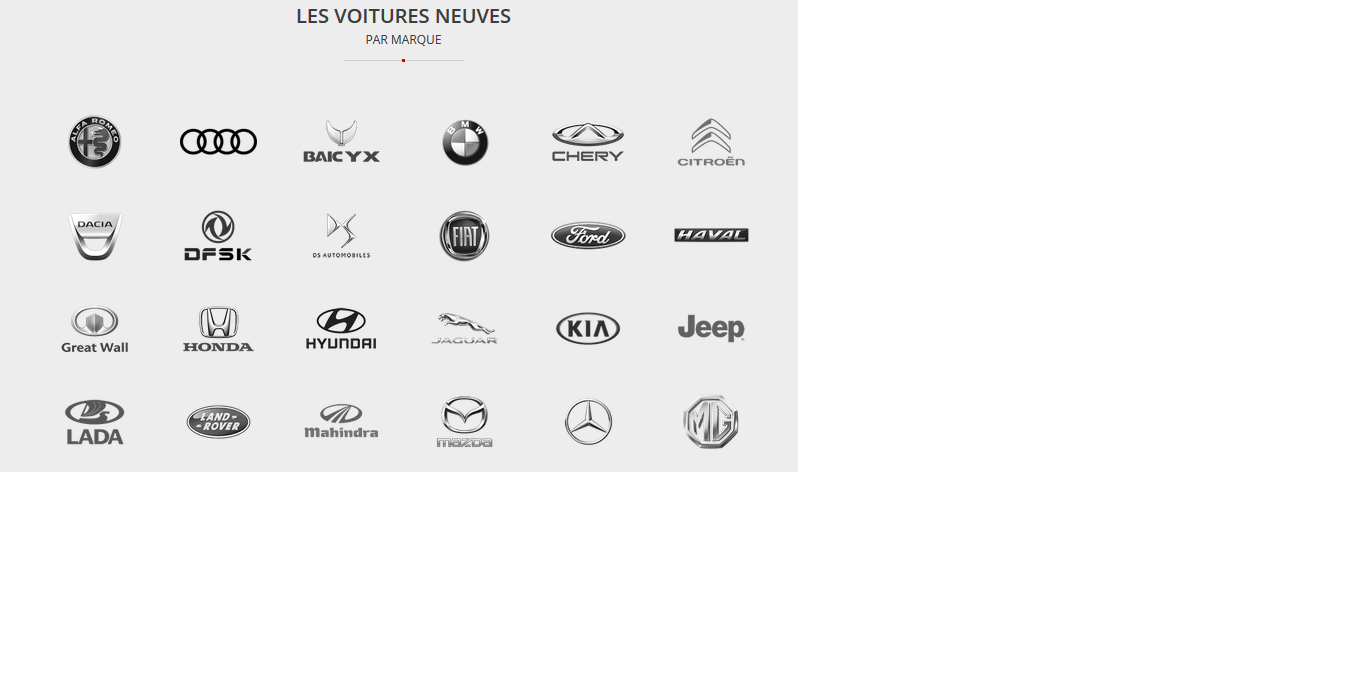 LES VOITURES NEUVES
PAR MARQUE
ALFA ROMEO
BAIC YX
BMW
CHERY
CITROËN
DACIA
DFSK
DS AUTOMOBILES
FIAT
Ford
HAVAL
Great Wall
HONDA
HYUNDAI
JAGUAR
KIA
Jeep
LADA
LAND-
-ROVER
Mahindra
mazda
MG